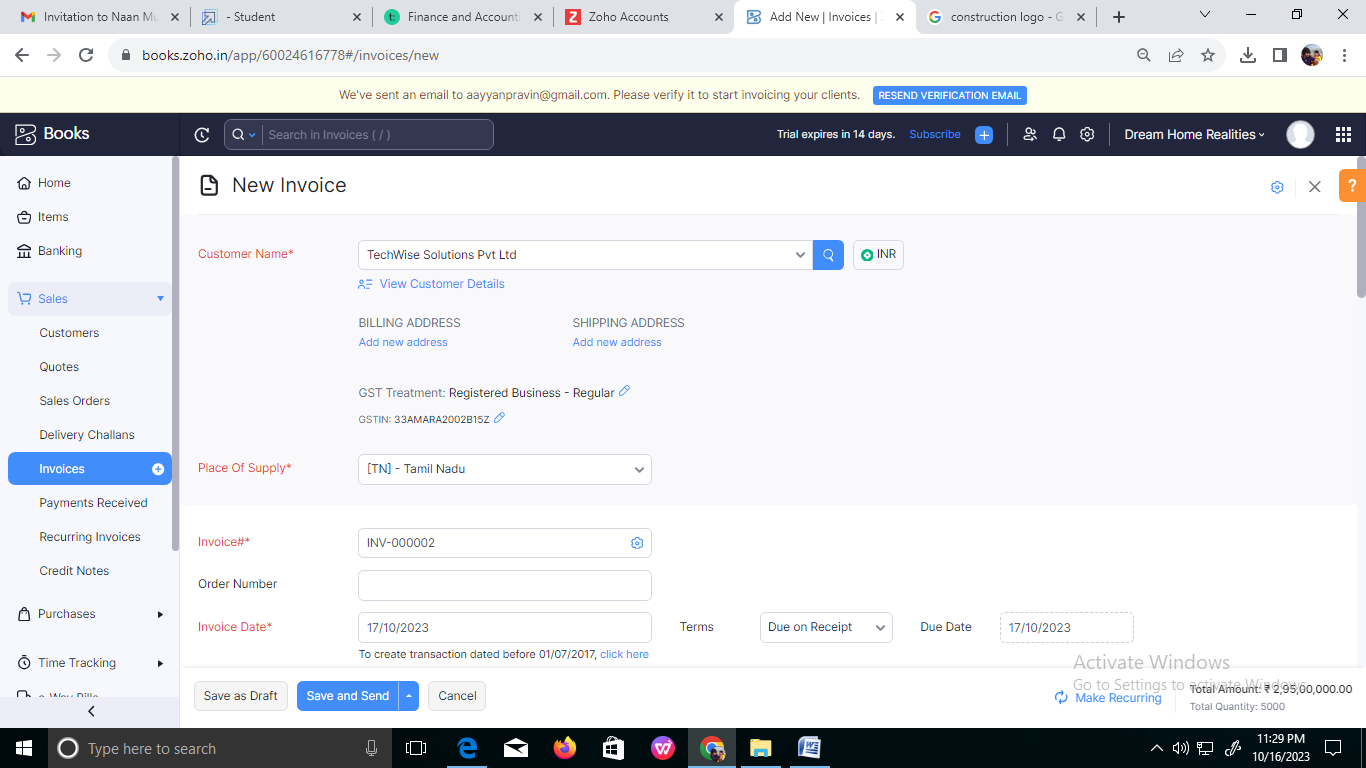 Invitation to Naan Mu
- Student
Finance and Accounti
Zoho Accounts
Add New | Invoices |
construction logo - G
books.zoho.in/app/60024616778#/invoices/new
We've sent an email to aayyanpravin@gmail.com. Please verify it to start invoicing your clients.
RESEND VERIFICATION EMAIL
Books
Search in Invoices ( / )
Trial expires in 14 days.
Subscribe
Dream Home Realities
Home
Items
Banking
Sales
Customers
Quotes
Sales Orders
Delivery Challans
Invoices
Payments Received
Recurring Invoices
Credit Notes
Purchases
Time Tracking
e-Way Bills
New Invoice
?
Customer Name*
TechWise Solutions Pvt Ltd
INR
View Customer Details
BILLING ADDRESS
SHIPPING ADDRESS
Add new address
Add new address
GST Treatment: Registered Business - Regular
GSTIN: 33AMARA2002B15Z
Place Of Supply*
[TN] - Tamil Nadu
Invoice#*
INV-000002
Order Number
Invoice Date*
17/10/2023
Terms
Due on Receipt
Due Date
17/10/2023
To create transaction dated before 01/07/2017, click here
Save as Draft
Save and Send
Cancel
Make Recurring
Total Amount: ₹ 2,95,00,000.00
Total Quantity: 5000
Activate Windows
Go to Settings to activate Windows.
Type here to search
11:29 PM
10/16/2023